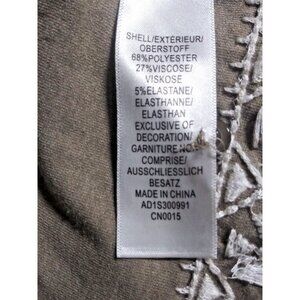 SHELL/EXTÉRIEUR/
OBERSTOFF
68%POLYESTER
27%VISCOSE/
VISKOSE
5%ELASTANE/
ELASTHANNE/
ELASTHAN
EXCLUSIVE OF
DECORATION/
GARNITURE NON
COMPRISE/
AUSSCHLIESSLICH
BESATZ
MADE IN CHINA
AD1S300991
CN0015